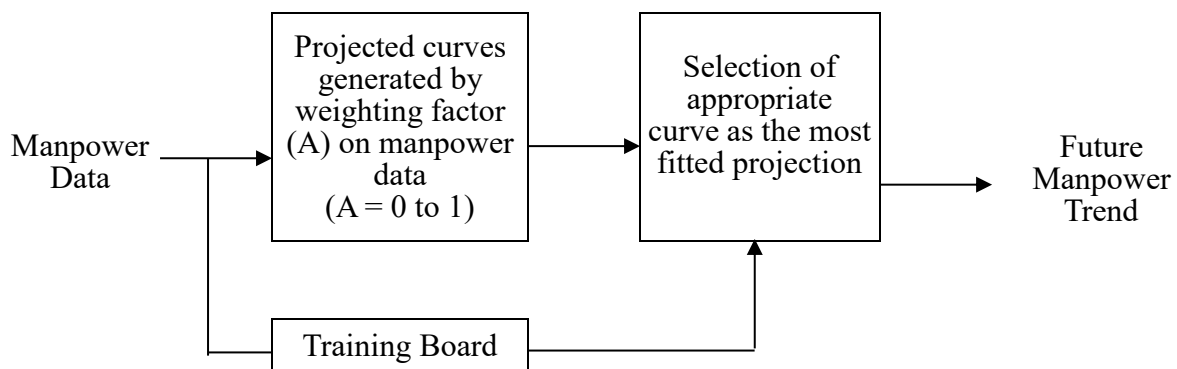 Manpower
Data
Projected curves
generated by
weighting factor
(A) on manpower
data
(A = 0 to 1)
Selection of
appropriate
curve as the most
fitted projection
Future
Manpower
Trend
Training Board